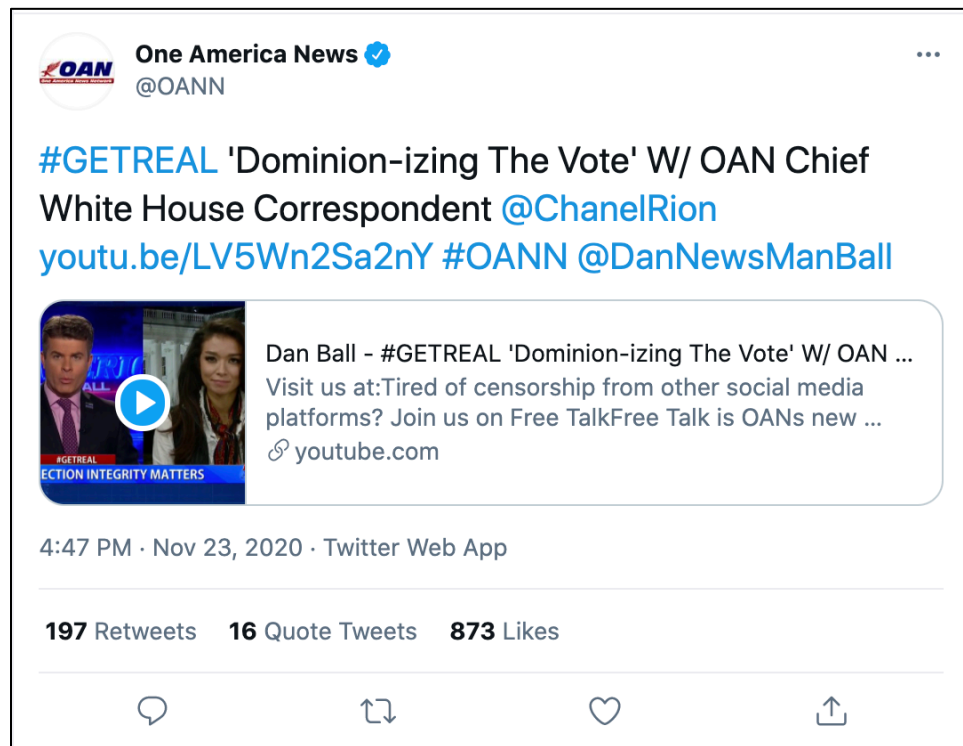 OAN
One America News Network
One America News
@OANN
#GETREAL 'Dominion-izing The Vote' W/ OAN Chief
White House Correspondent @ChanelRion
youtu.be/LV5Wn2Sa2nY #OANN @DanNewsManBall
ALL
#GETREAL
ECTION INTEGRITY MATTERS
Dan Ball - #GETREAL 'Dominion-izing The Vote' W/ OAN ...
Visit us at:Tired of censorship from other social media
platforms? Join us on Free TalkFree Talk is OANs new ...
youtube.com
4:47 PM · Nov 23, 2020 · Twitter Web App
197 Retweets 16 Quote Tweets 873 Likes